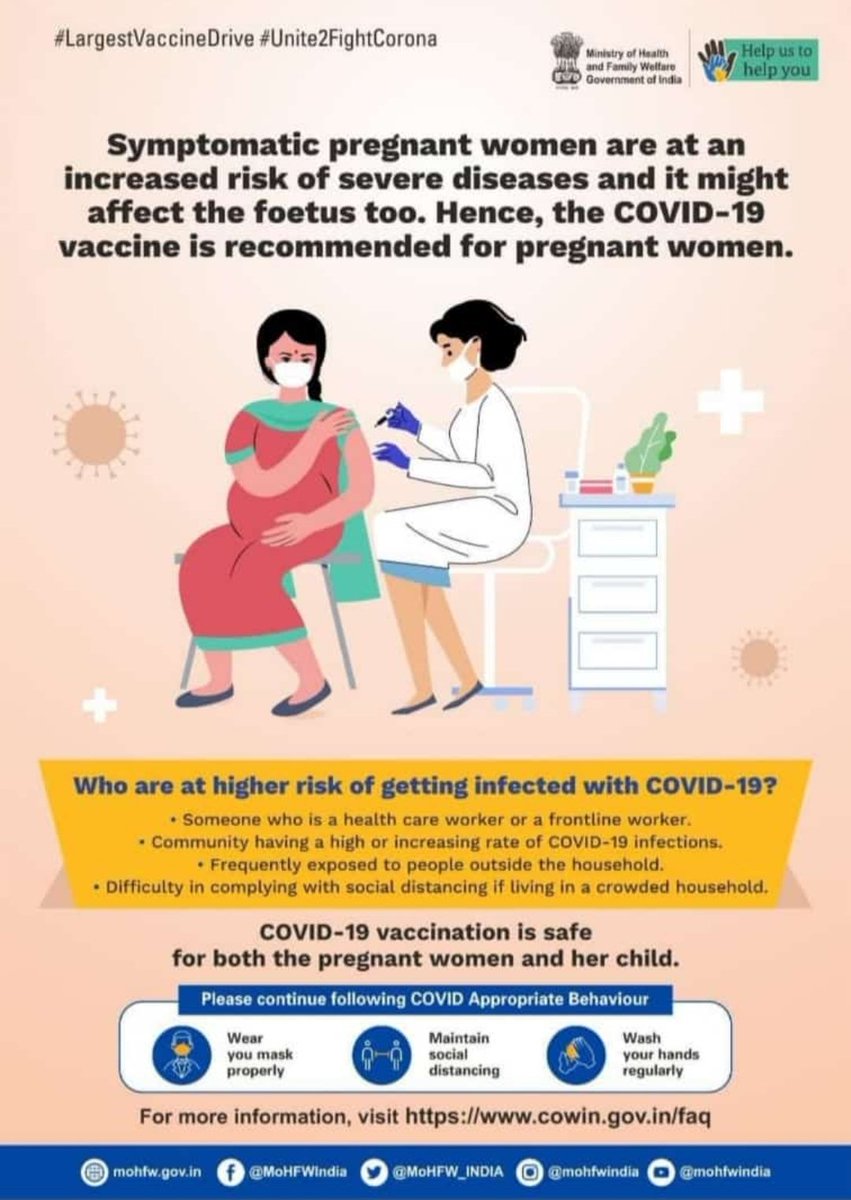 #LargestVaccineDrive #Unite2FightCorona
Ministry of Health
and Family Welfare
Government of India
Help us to
help you
Symptomatic pregnant women are at an
increased risk of severe diseases and it might
affect the foetus too. Hence, the COVID-19
vaccine is recommended for pregnant women.
Who are at higher risk of getting infected with COVID-19?
• Someone who is a health care worker or a frontline worker.
• Community having a high or increasing rate of COVID-19 infections.
• Frequently exposed to people outside the household.
• Difficulty in complying with social distancing if living in a crowded household.
COVID-19 vaccination is safe
for both the pregnant women and her child.
Please continue following COVID Appropriate Behaviour
Wear
you mask
properly
Maintain
social
distancing
Wash
your hands
regularly
For more information, visit https://www.cowin.gov.in/faq
mohfw.gov.in @MoHFWIndia @MoHFW_INDIA @mohfwindia @mohfwindia